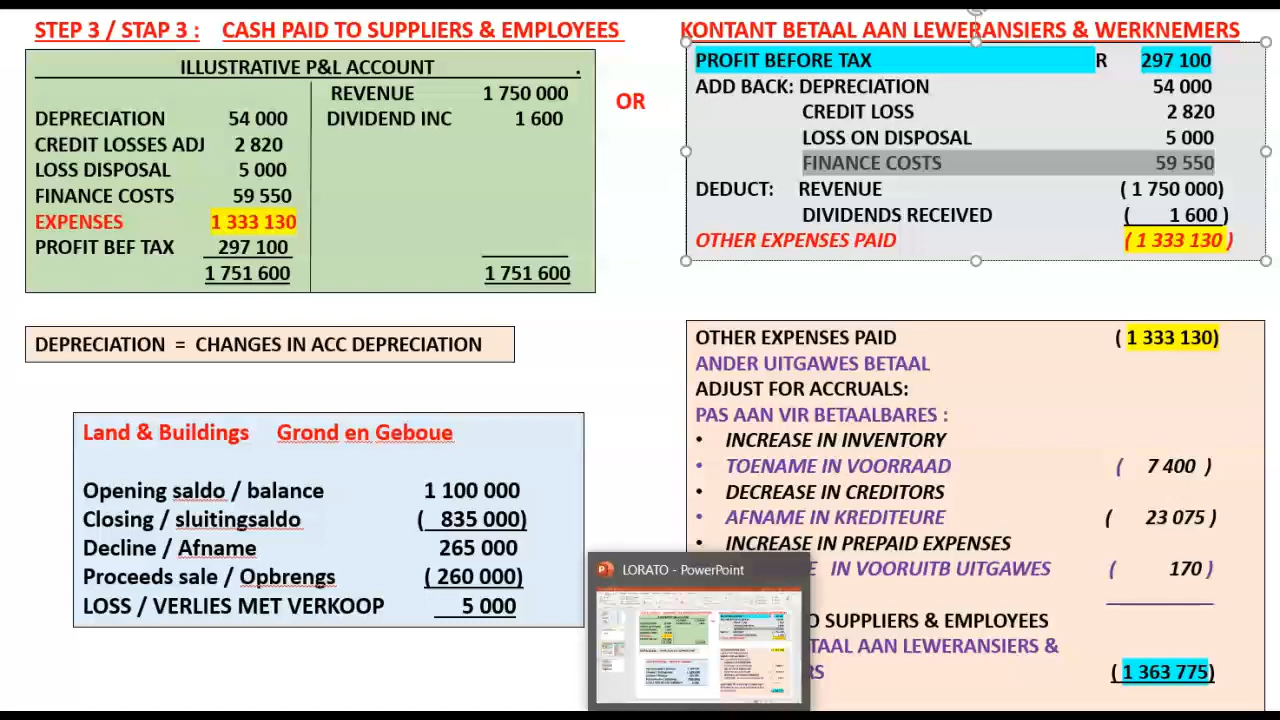 STEP 3 / STAP 3 : CASH PAID TO SUPPLIERS & EMPLOYEES
KONTANT BETAAL AAN LEWERANSIERS & WERKNEMERS
ILLUSTRATIVE P&L ACCOUNT .
REVENUE 1 750 000
DEPRECIATION 54 000 DIVIDEND INC 1 600
CREDIT LOSSES ADJ 2 820
LOSS DISPOSAL 5 000
FINANCE COSTS 59 550
EXPENSES 1 333 130
PROFIT BEF TAX 297 100
1 751 600 1 751 600
OR
PROFIT BEFORE TAX R 297 100
ADD BACK: DEPRECIATION 54 000
CREDIT LOSS 2 820
LOSS ON DISPOSAL 5 000
FINANCE COSTS 59 550
DEDUCT: REVENUE ( 1 750 000)
DIVIDENDS RECEIVED ( 1 600 )
OTHER EXPENSES PAID ( 1 333 130 )
DEPRECIATION = CHANGES IN ACC DEPRECIATION
Land & Buildings Grond en Geboue
Opening saldo / balance 1 100 000
Closing / sluitingsaldo ( 835 000)
Decline / Afname 265 000
Proceeds sale / Opbrengs ( 260 000)
LOSS / VERLIES MET VERKOOP 5 000
OTHER EXPENSES PAID ( 1 333 130)
ANDER UITGAWES BETAAL
ADJUST FOR ACCRUALS:
PAS AAN VIR BETAALBARES :
• INCREASE IN INVENTORY
• TOENAME IN VOORRAAD ( 7 400 )
• DECREASE IN CREDITORS
• AFNAME IN KREDITEURE ( 23 075 )
• INCREASE IN PREPAID EXPENSES
E IN VOORUITB UITGAWES ( 170 )
O SUPPLIERS & EMPLOYEES
ETAAL AAN LEWERANSIERS &
RS ( 1 363 775)
LORATO - PowerPoint